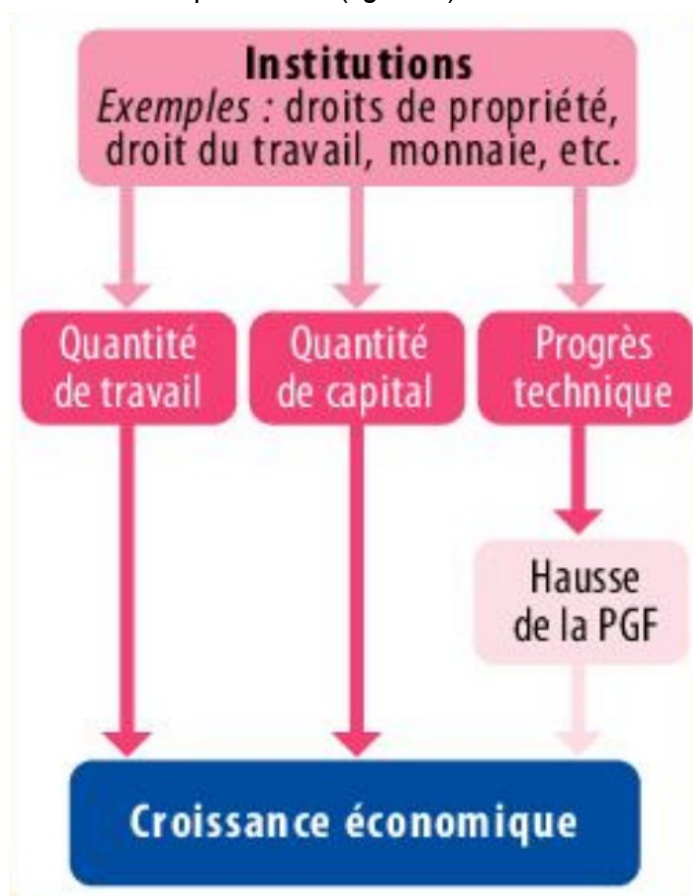 Institutions
Exemples : droits de propriété,
droit du travail, monnaie, etc.
Quantité
de travail
Quantité
de capital
Progrès
technique
Hausse
de la PGF
Croissance économique